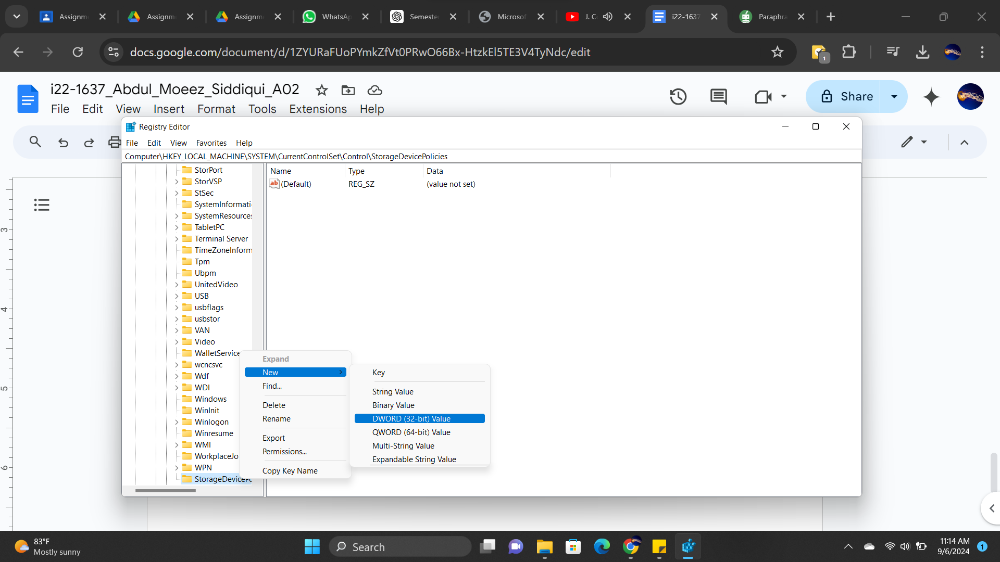 Assignm
Assignm
Assignm
WhatsAp
Semeste
Microsof
J. C
i22-1637
Paraphra
docs.google.com/document/d/1ZYURaFUoPYmkZfVt0PRwO66Bx-HtzkEl5TE3V4TyNdc/edit
1
i22-1637_Abdul_Moeez_Siddiqui_A02
File Edit View Insert Format Tools Extensions Help
Share
Registry Editor
File Edit View Favorites Help
Computer\HKEY_LOCAL_MACHINE\SYSTEM\CurrentControlSet\Control\StorageDevicePolicies
StorPort
StorVSP
StSec
SystemInformati
SystemResources
TabletPC
Terminal Server
TimeZoneInform
Tpm
Ubpm
UnitedVideo
USB
usbflags
usbstor
VAN
Video
WalletService
wcncsvc
Wdf
WDI
Windows
WinInit
Winlogon
Winresume
WMI
WorkplaceJo
WPN
StorageDevicePo
Name Type Data
ab (Default) REG_SZ (value not set)
Expand
New
Find...
Delete
Rename
Export
Permissions...
Copy Key Name
Key
String Value
Binary Value
DWORD (32-bit) Value
QWORD (64-bit) Value
Multi-String Value
Expandable String Value
3
4
5
6
83°F
Mostly sunny
Search
11:14 AM
9/6/2024
1